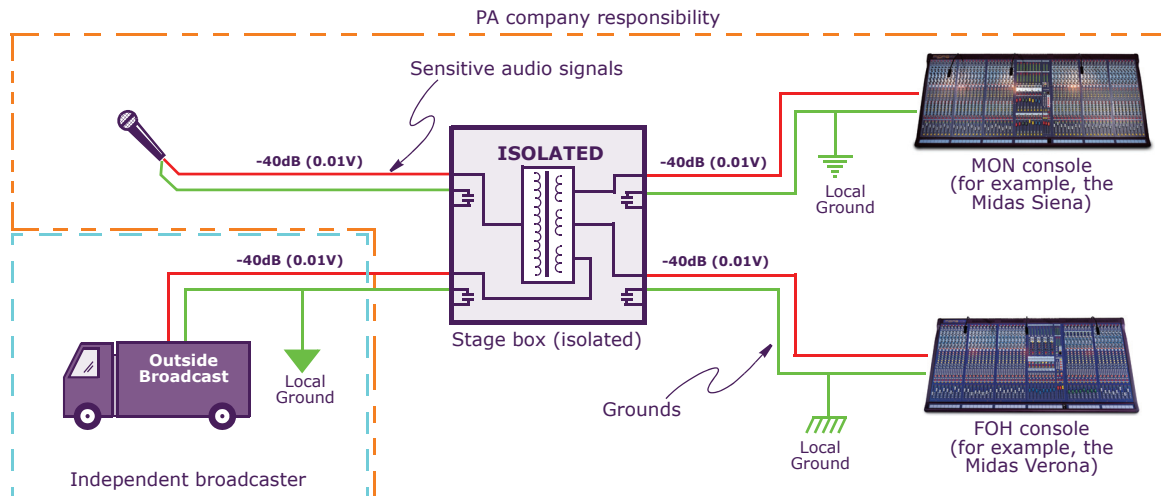 PA company responsibility
Sensitive audio signals
-40dB (0.01V)
ISOLATED
-40dB (0.01V)
Local
Ground
MON console
(for example, the
Midas Siena)
-40dB (0.01V)
-40dB (0.01V)
Stage box (isolated)
Outside
Broadcast
Local
Ground
Grounds
Local
Ground
FOH console
(for example, the
Midas Verona)
Independent broadcaster